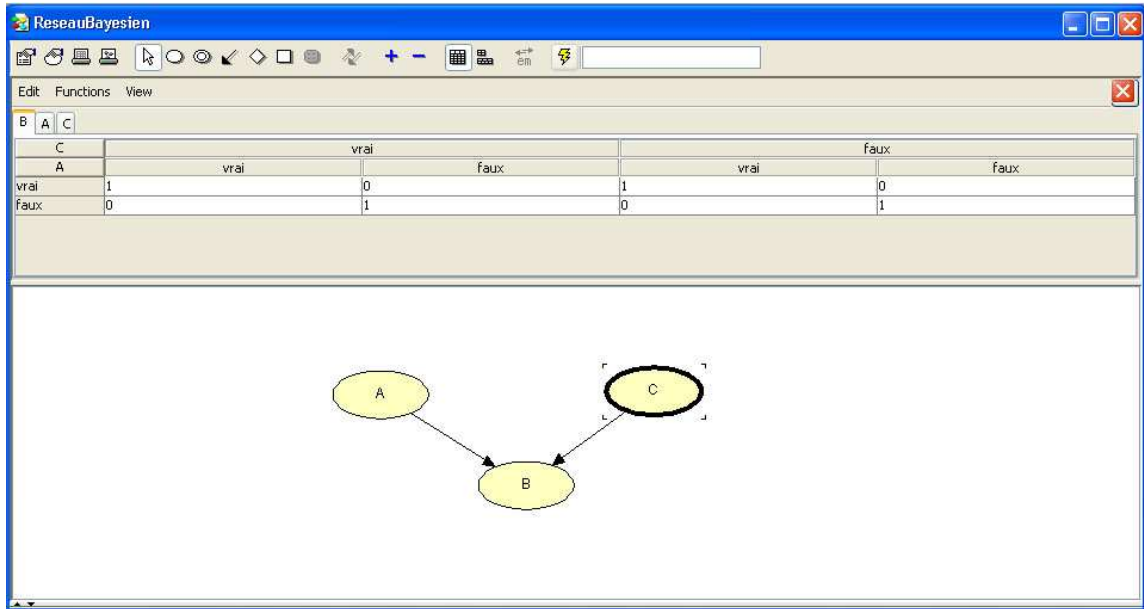 ReseauBayesien
em
Edit Functions View
B A C
C vrai faux
A vrai faux vrai faux
vrai 1 0 1 0
faux 0 1 0 1
A
C
B